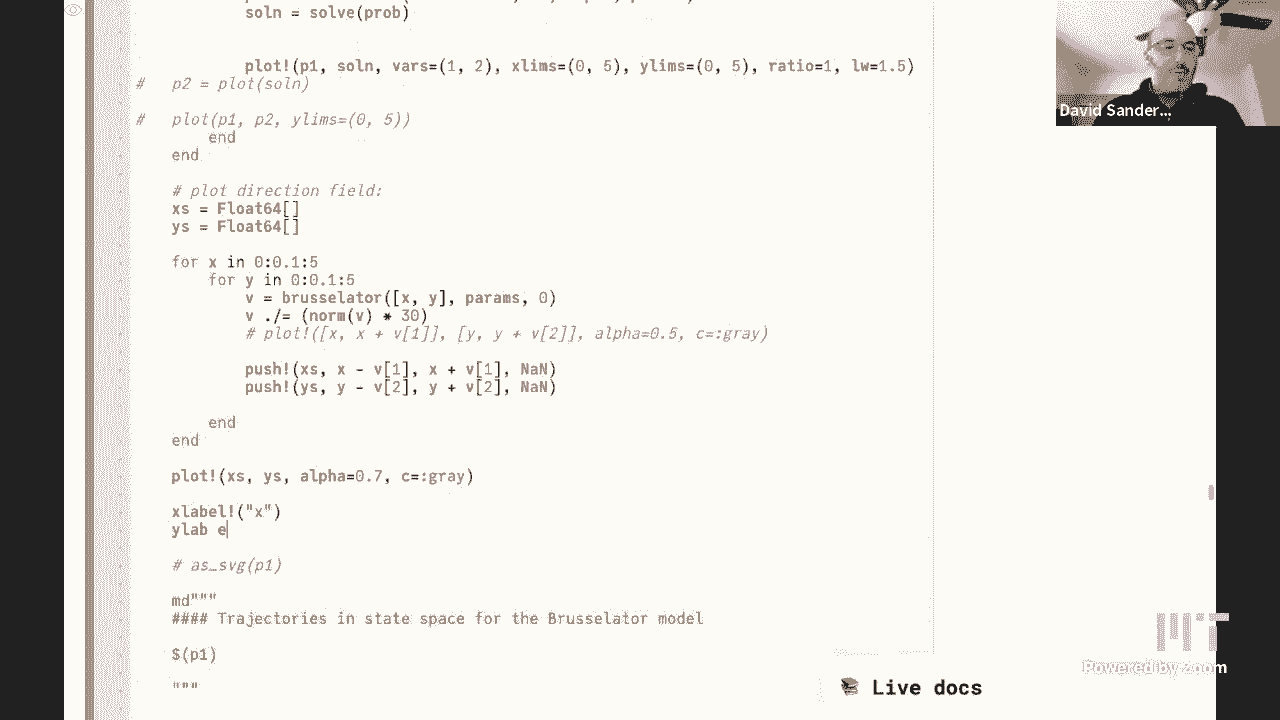 soln = solve(prob)
plot!(p1, soln, vars=(1, 2), xlims=(0, 5), ylims=(0, 5), ratio=1, lw=1.5)
# p2 = plot(soln)
# plot(p1, p2, ylims=(0, 5))
end
end
# plot direction field:
xs = Float64[]
ys = Float64[]
for x in 0:0.1:5
for y in 0:0.1:5
v = brusselator([x, y], params, 0)
v ./= (norm(v) * 30)
# plot!([x, x + v[1]], [y, y + v[2]], alpha=0.5, c=:gray)
push!(xs, x - v[1], x + v[1], NaN)
push!(ys, y - v[2], y + v[2], NaN)
end
end
plot!(xs, ys, alpha=0.7, c=:gray)
xlabel!("x")
ylab e
# as_svg(p1)
md"""
#### Trajectories in state space for the Brusselator model
$(p1)
"""
David Sander...
MIT
Powered by zoom
Live docs